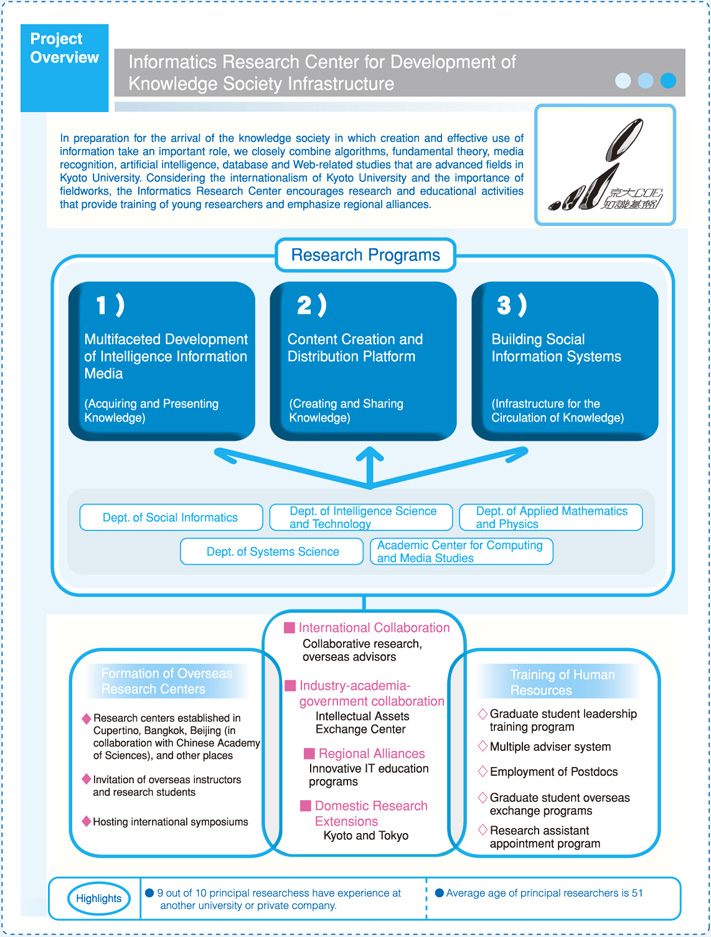 Project
Overview
Informatics Research Center for Development of
Knowledge Society Infrastructure
In preparation for the arrival of the knowledge society in which creation and effective use of
information take an important role, we closely combine algorithms, fundamental theory, media
recognition, artificial intelligence, database and Web-related studies that are advanced fields in
Kyoto University. Considering the internationalism of Kyoto University and the importance of
fieldworks, the Informatics Research Center encourages research and educational activities
that provide training of young researchers and emphasize regional alliances.
京大COE
知識基盤
Research Programs
1)
Multifaceted Development
of Intelligence Information
Media
(Acquiring and Presenting
Knowledge)
2)
Content Creation and
Distribution Platform
(Creating and Sharing
Knowledge)
3)
Building Social
Information Systems
(Infrastructure for the
Circulation of Knowledge)
Dept. of Social Informatics
Dept. of Intelligence Science
and Technology
Dept. of Applied Mathematics
and Physics
Dept. of Systems Science
Academic Center for Computing
and Media Studies
Formation of Overseas
Research Centers
Research centers established in
Cupertino, Bangkok, Beijing (in
collaboration with Chinese Academy
of Sciences), and other places
Invitation of overseas instructors
and research students
Hosting international symposiums
International Collaboration
Collaborative research,
overseas advisors
Industry-academia-
government collaboration
Intellectual Assets
Exchange Center
Regional Alliances
Innovative IT education
programs
Domestic Research
Extensions
Kyoto and Tokyo
Training of Human
Resources
Graduate student leadership
training program
Multiple adviser system
Employment of Postdocs
Graduate student overseas
exchange programs
Research assistant
appointment program
Highlights
9 out of 10 principal researchess have experience at
another university or private company.
Average age of principal researchers is 51